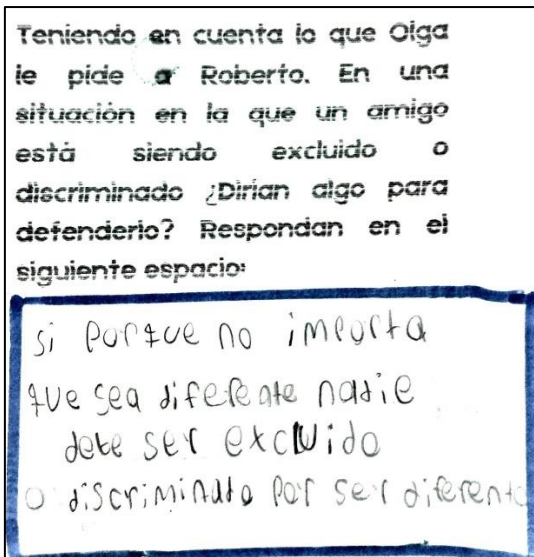 Teniendo en cuenta lo que Olga
le pide a Roberto. En una
situación en la que un amigo
está siendo excluido o
discriminado ¿Dirían algo para
defenderlo? Respondan en el
siguiente espacio:
si porque no importa
que sea diferente nadie
debe ser excluido
o discriminado por ser diferente